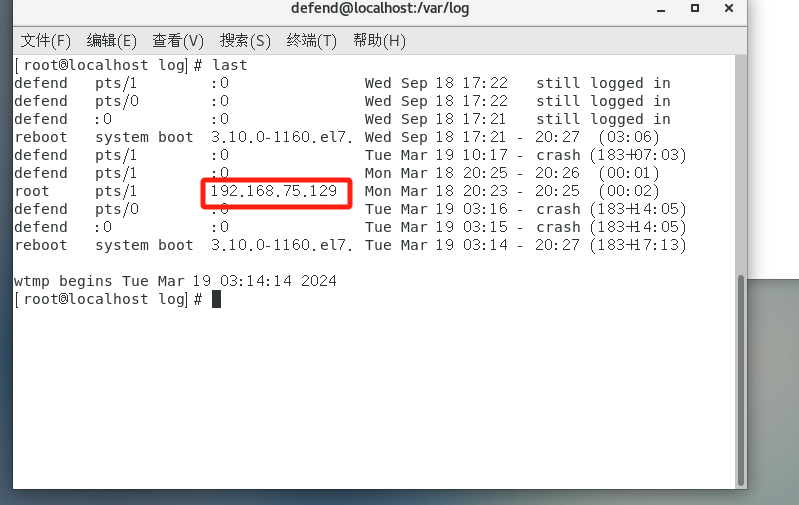 defend@localhost:/var/log
文件(F) 编辑(E) 查看(V) 搜索(S) 终端(T) 帮助(H)
[root@localhost log]# last
defend pts/1 :0 Wed Sep 18 17:22 still logged in
defend pts/0 :0 Wed Sep 18 17:22 still logged in
defend :0 :0 Wed Sep 18 17:21 still logged in
reboot system boot 3.10.0-1160.el7. Wed Sep 18 17:21 - 20:27 (03:06)
defend pts/1 :0 Tue Mar 19 10:17 - crash (183+07:03)
defend pts/1 :0 Mon Mar 18 20:25 - 20:26 (00:01)
root pts/1 192.168.75.129 Mon Mar 18 20:23 - 20:25 (00:02)
defend pts/0 :0 Tue Mar 19 03:16 - crash (183+14:05)
defend :0 :0 Tue Mar 19 03:15 - crash (183+14:05)
reboot system boot 3.10.0-1160.el7. Tue Mar 19 03:14 - 20:27 (183+17:13)
wtmp begins Tue Mar 19 03:14:14 2024
[root@localhost log]#